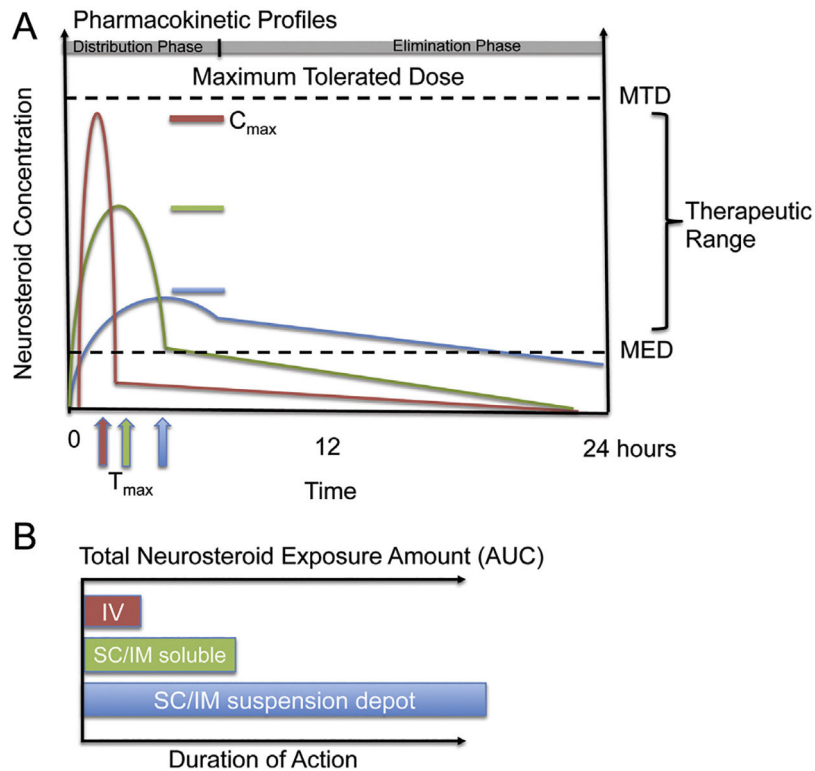 A
Pharmacokinetic Profiles
Distribution Phase
Elimination Phase
Maximum Tolerated Dose
MTD
Cmax
Neurosteroid Concentration
Therapeutic
Range
MED
0
12
24 hours
Tmax
Time
B
Total Neurosteroid Exposure Amount (AUC)
IV
SC/IM soluble
SC/IM suspension depot
Duration of Action